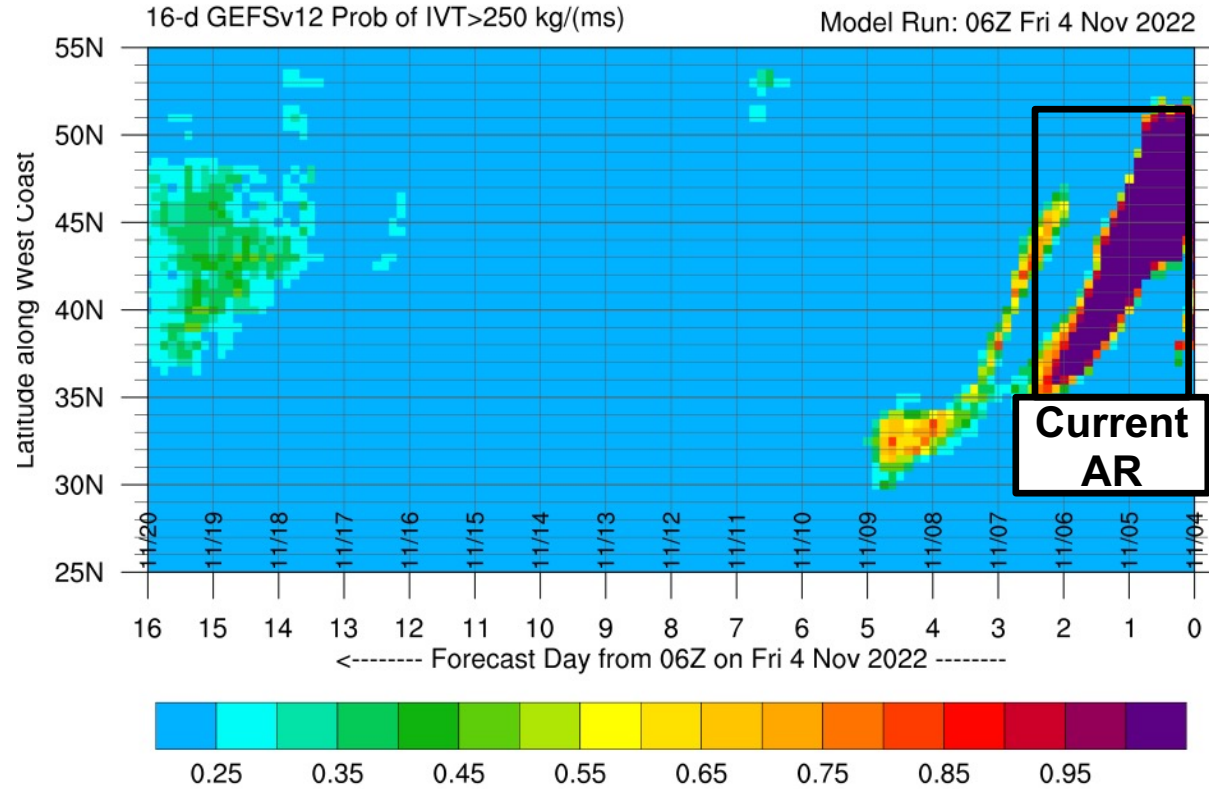 16-d GEFSv12 Prob of IVT>250 kg/(ms)
Model Run: 06Z Fri 4 Nov 2022
Latitude along West Coast
55N
50N
45N
40N
35N
30N
25N
Current
AR
11/20 11/19 11/18 11/17 11/16 11/15 11/14 11/13 11/12 11/11 11/10 11/09 11/08 11/07 11/06 11/05 11/04
16 15 14 13 12 11 10 9 8 7 6 5 4 3 2 1 0
<-------- Forecast Day from 06Z on Fri 4 Nov 2022 --------
0.25 0.35 0.45 0.55 0.65 0.75 0.85 0.95